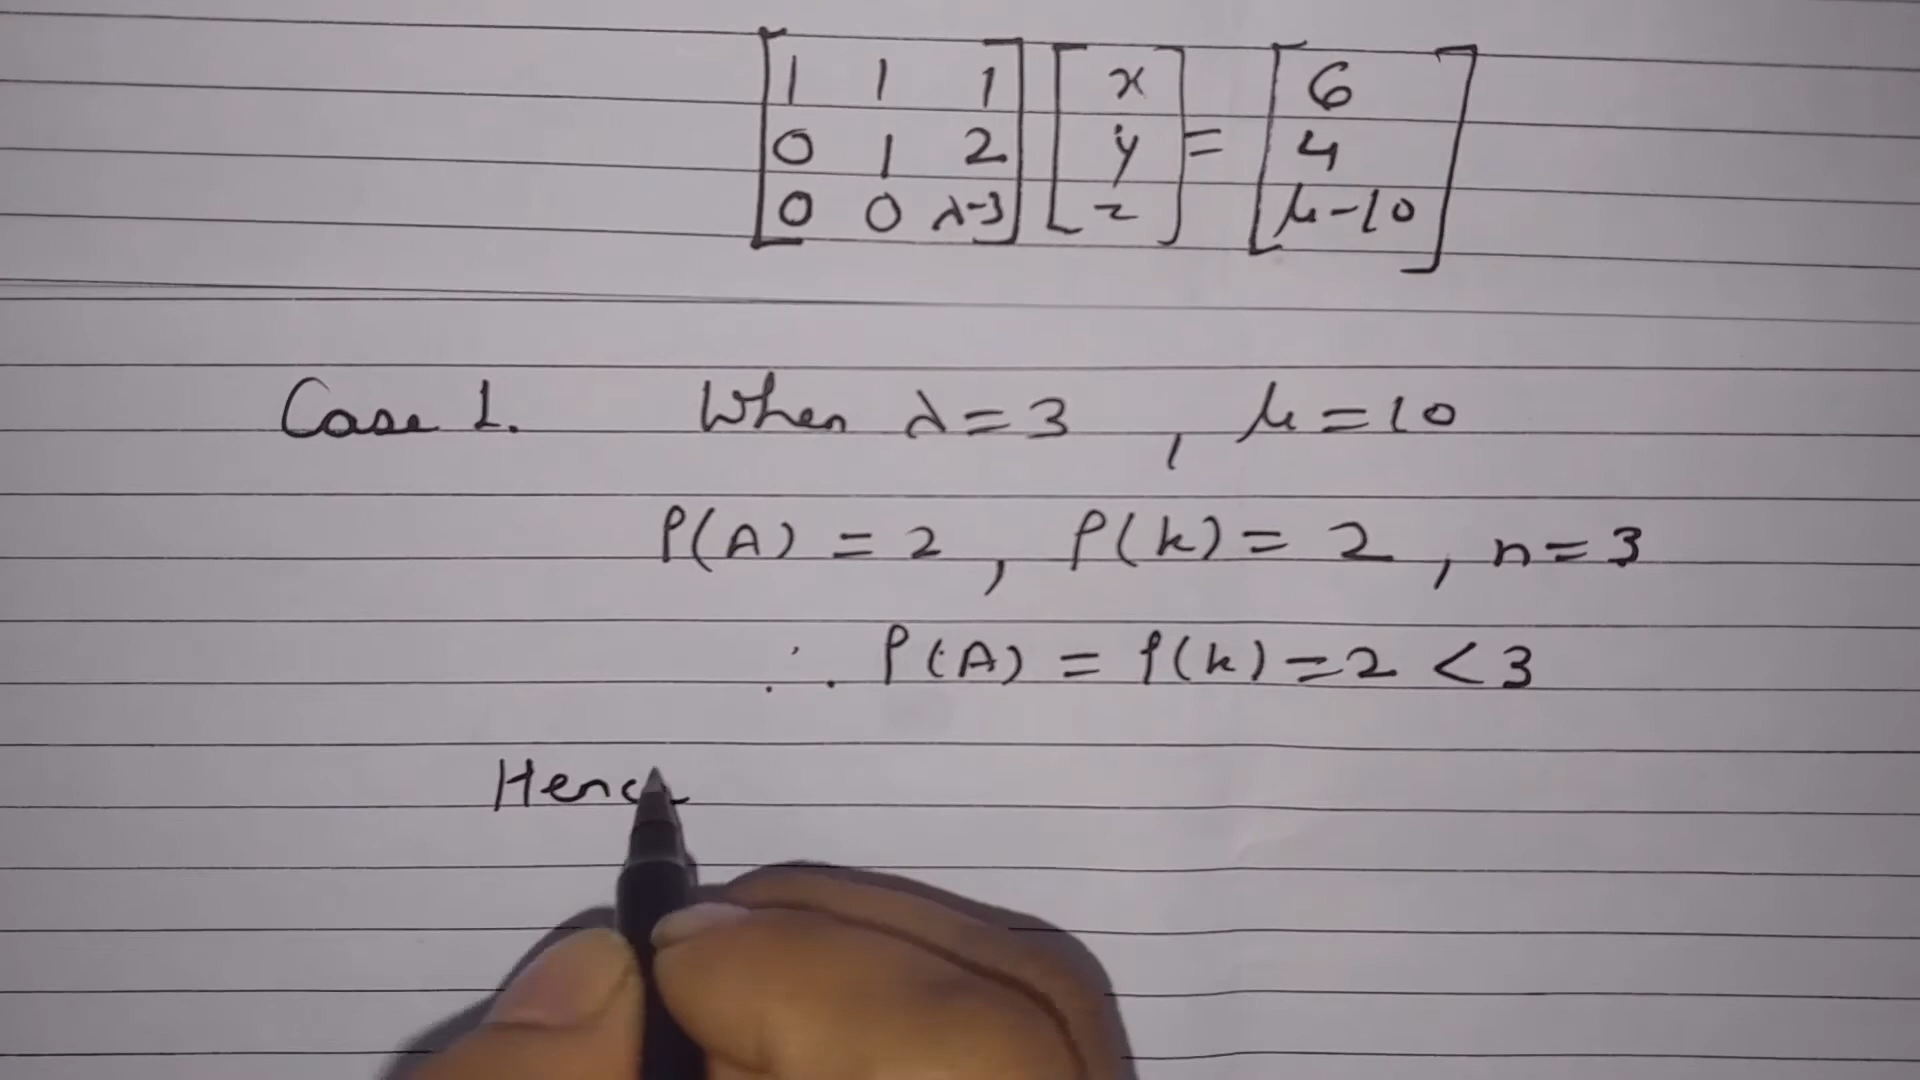 [1 1 1] [x] = [6]
[0 1 2] [y] = [4]
[0 0 λ-3] [z] = [μ-10]
Case 1. When λ=3, μ=10
ρ(A) = 2, ρ(k) = 2, n=3
∴ ρ(A) = ρ(k) = 2 < 3
Hence